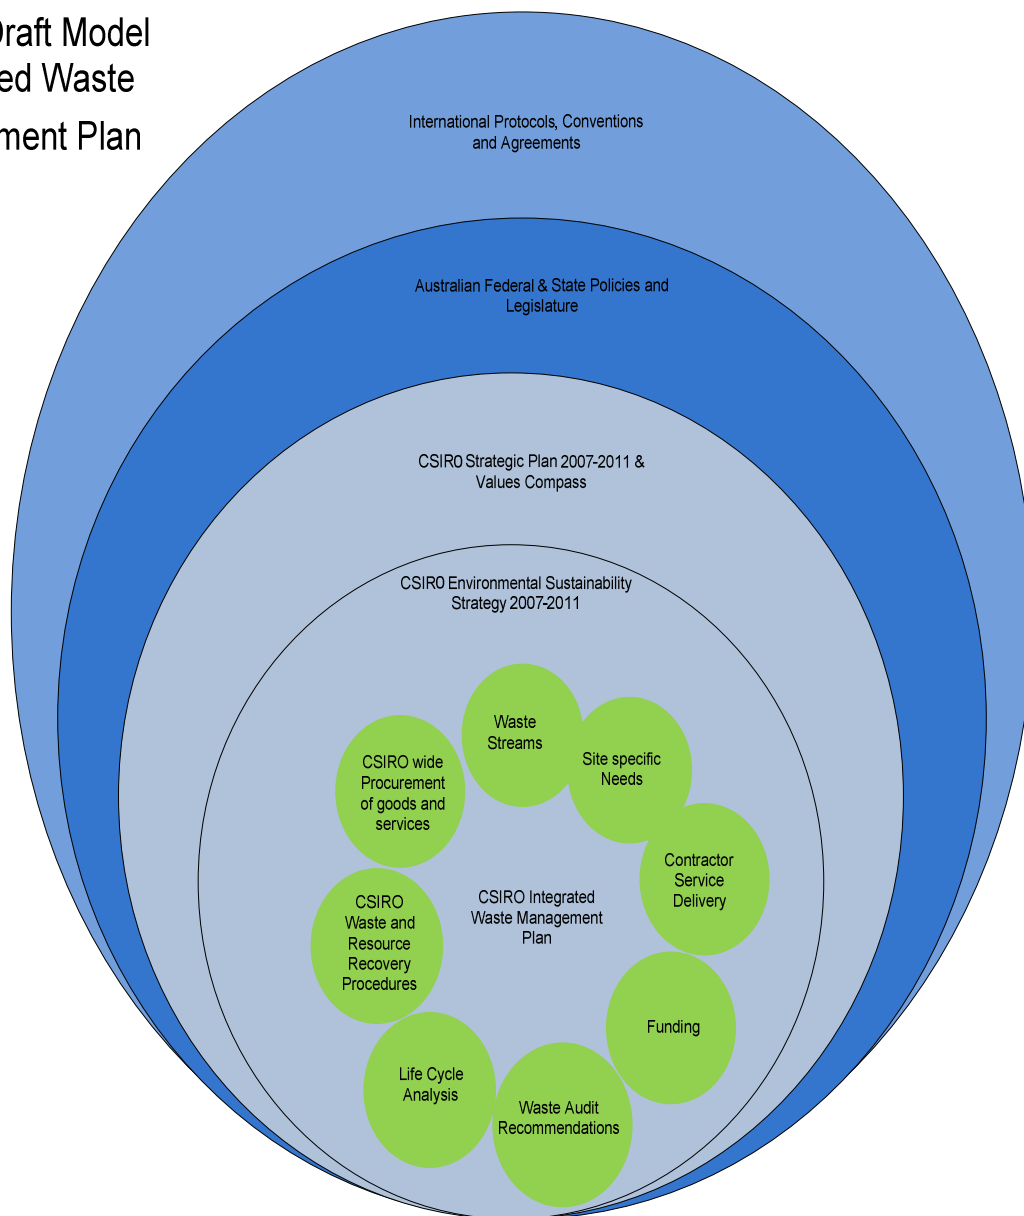 Draft Model
ed Waste
ment Plan
International Protocols, Conventions
and Agreements
Australian Federal & State Policies and
Legislature
CSIRO Strategic Plan 2007-2011 &
Values Compass
CSIRO Environmental Sustainability
Strategy 2007-2011
Waste
Streams
Site specific
Needs
CSIRO wide
Procurement
of goods and
services
Contractor
Service
Delivery
CSIRO Integrated
Waste Management
Plan
CSIRO
Waste and
Resource
Recovery
Procedures
Funding
Life Cycle
Analysis
Waste Audit
Recommendations